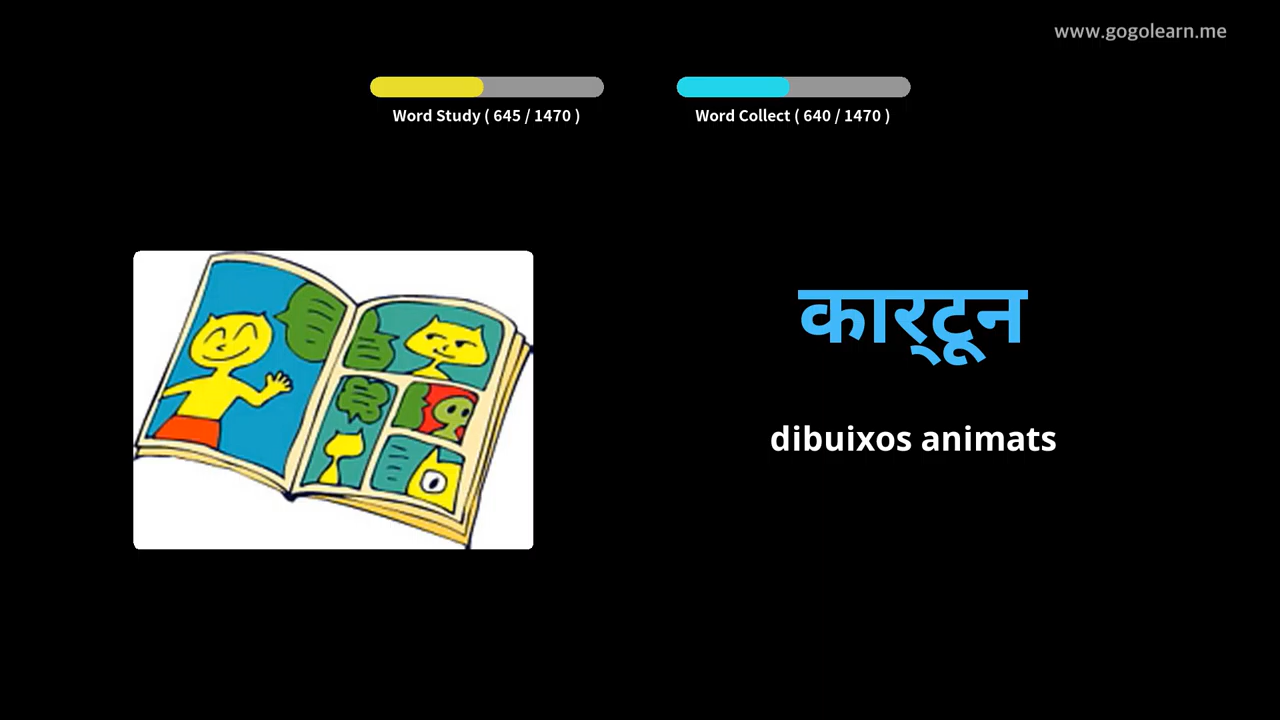 www.gogolearn.me
Word Study ( 645 / 1470 )
Word Collect ( 640 / 1470 )
कार्‌टून
dibuixos animats